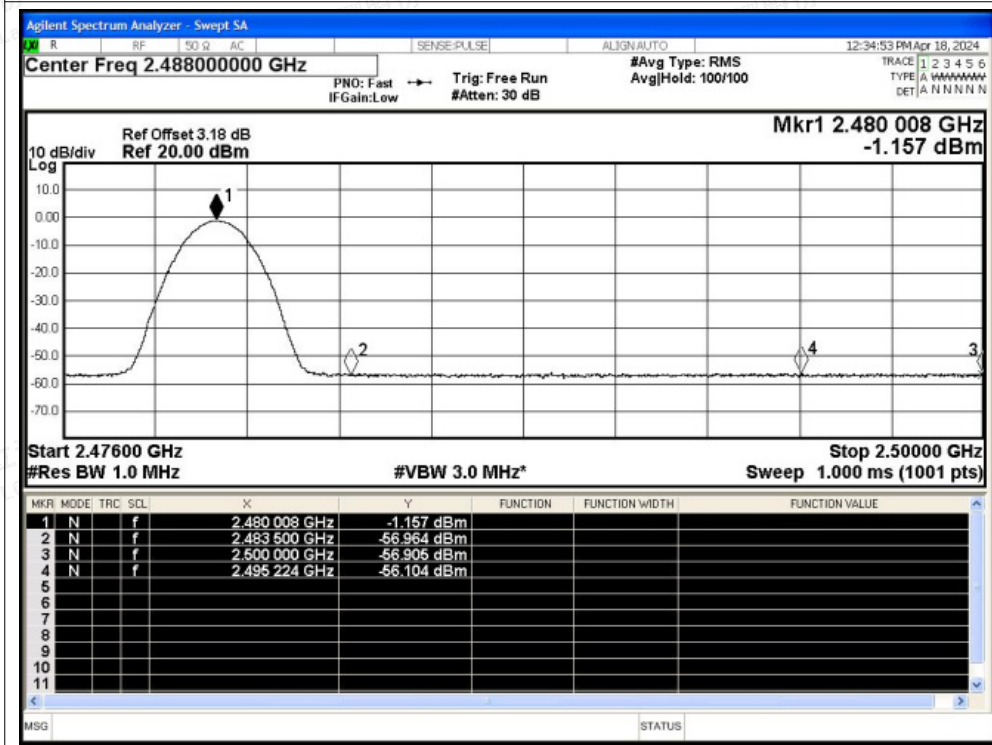 Agilent Spectrum Analyzer - Swept SA
LXI R RF 50 Ω AC SENSE:PULSE ALIGN AUTO 12:34:53 PM Apr 18, 2024
Center Freq 2.488000000 GHz
PNO: Fast
IFGain:Low
Trig: Free Run
#Atten: 30 dB
#Avg Type: RMS
Avg|Hold: 100/100
TRACE 1 2 3 4 5 6
TYPE A WWWWW
DET A N N N N N
Ref Offset 3.18 dB
10 dB/div Ref 20.00 dBm
Log
Mkr1 2.480 008 GHz
-1.157 dBm
10.0
0.00
-10.0
-20.0
-30.0
-40.0
-50.0
-60.0
-70.0
1
2
4
3
Start 2.47600 GHz Stop 2.50000 GHz
#Res BW 1.0 MHz #VBW 3.0 MHz* Sweep 1.000 ms (1001 pts)
MKR MODE TRC SCL X Y FUNCTION FUNCTION WIDTH FUNCTION VALUE
1 N f 2.480 008 GHz -1.157 dBm
2 N f 2.483 500 GHz -56.964 dBm
3 N f 2.500 000 GHz -56.905 dBm
4 N f 2.495 224 GHz -56.104 dBm
5
6
7
8
9
10
11
MSG STATUS